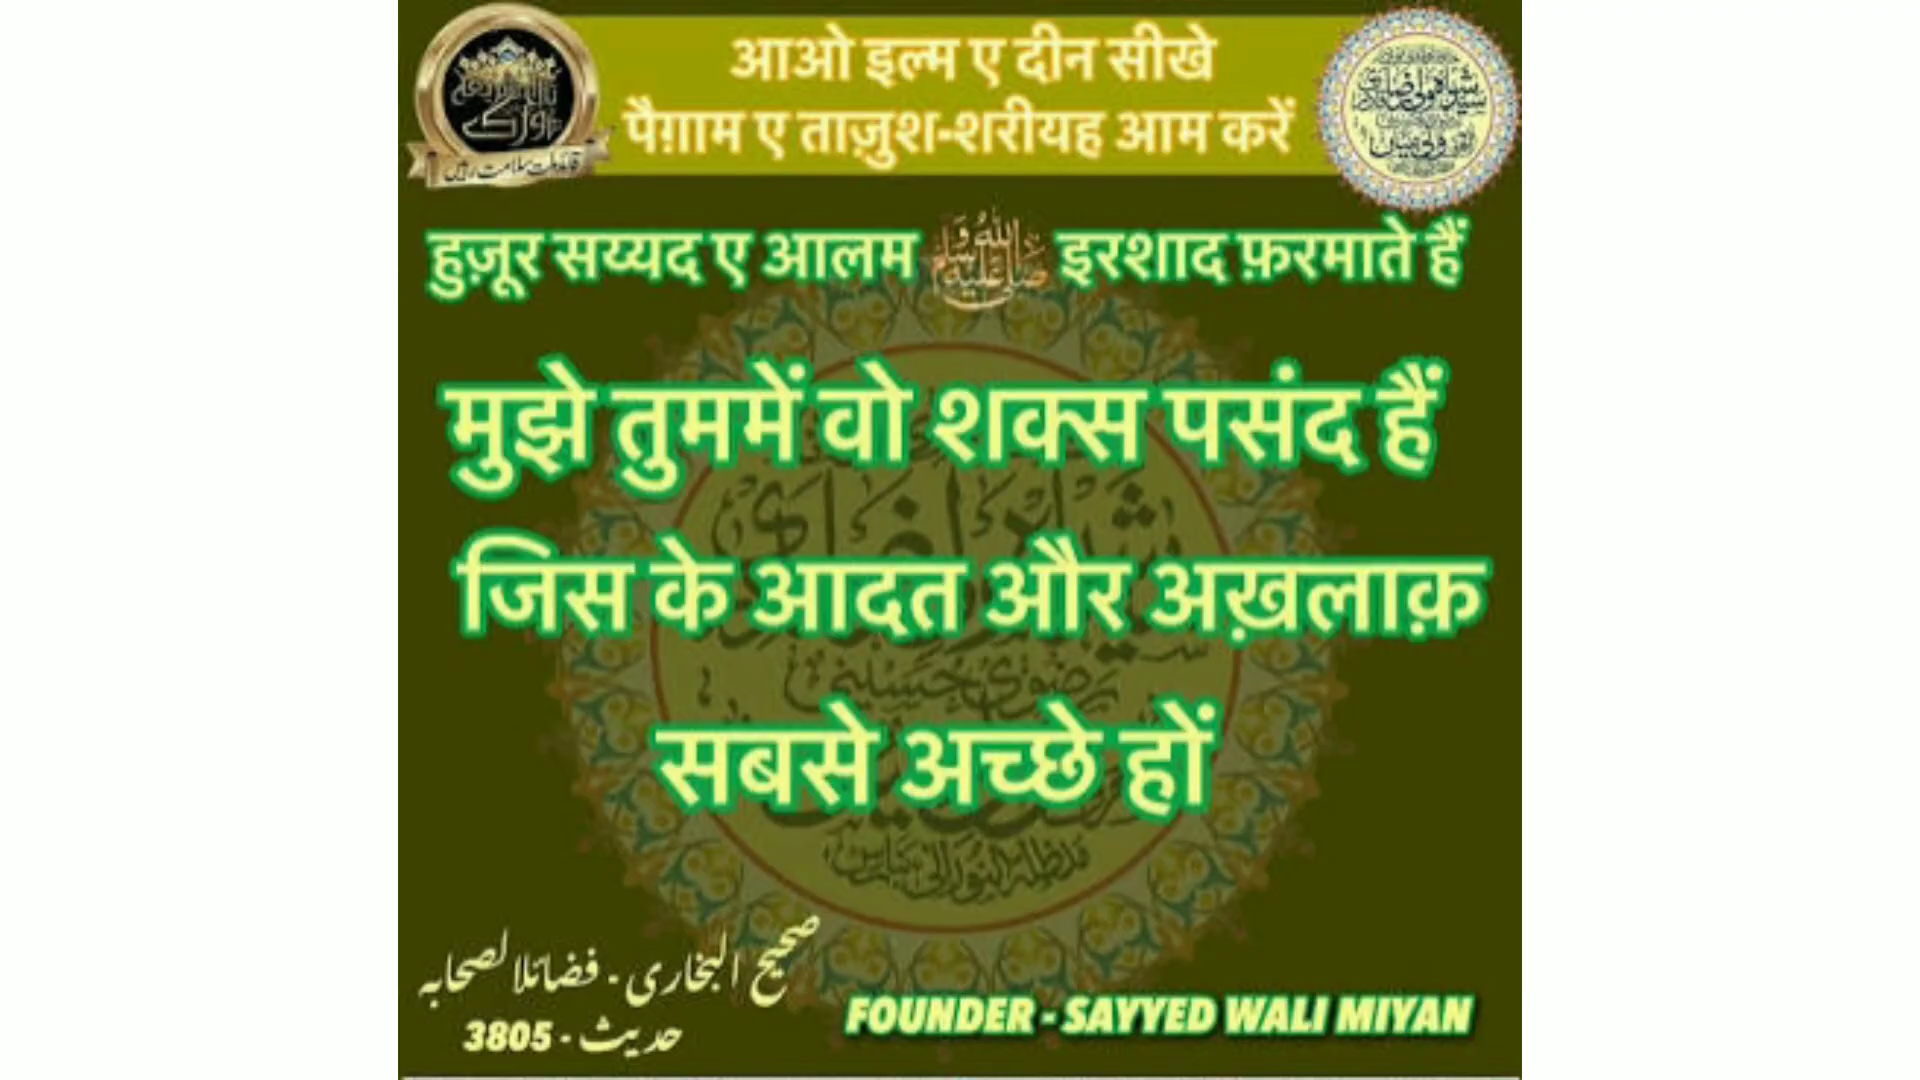 आओ इल्म ए दीन सीखे
पैग़ाम ए ताज़ुश-शरीयह आम करें
हुज़ूर सय्यद ए आलम ﷺ इरशाद फ़रमाते हैं
मुझे तुममें वो शक्स पसंद हैं
जिस के आदत और अख़लाक़
सबसे अच्छे हों
صحیح البخاری - فضائلا لصحابہ
حدیث - 3805
FOUNDER - SAYYED WALI MIYAN